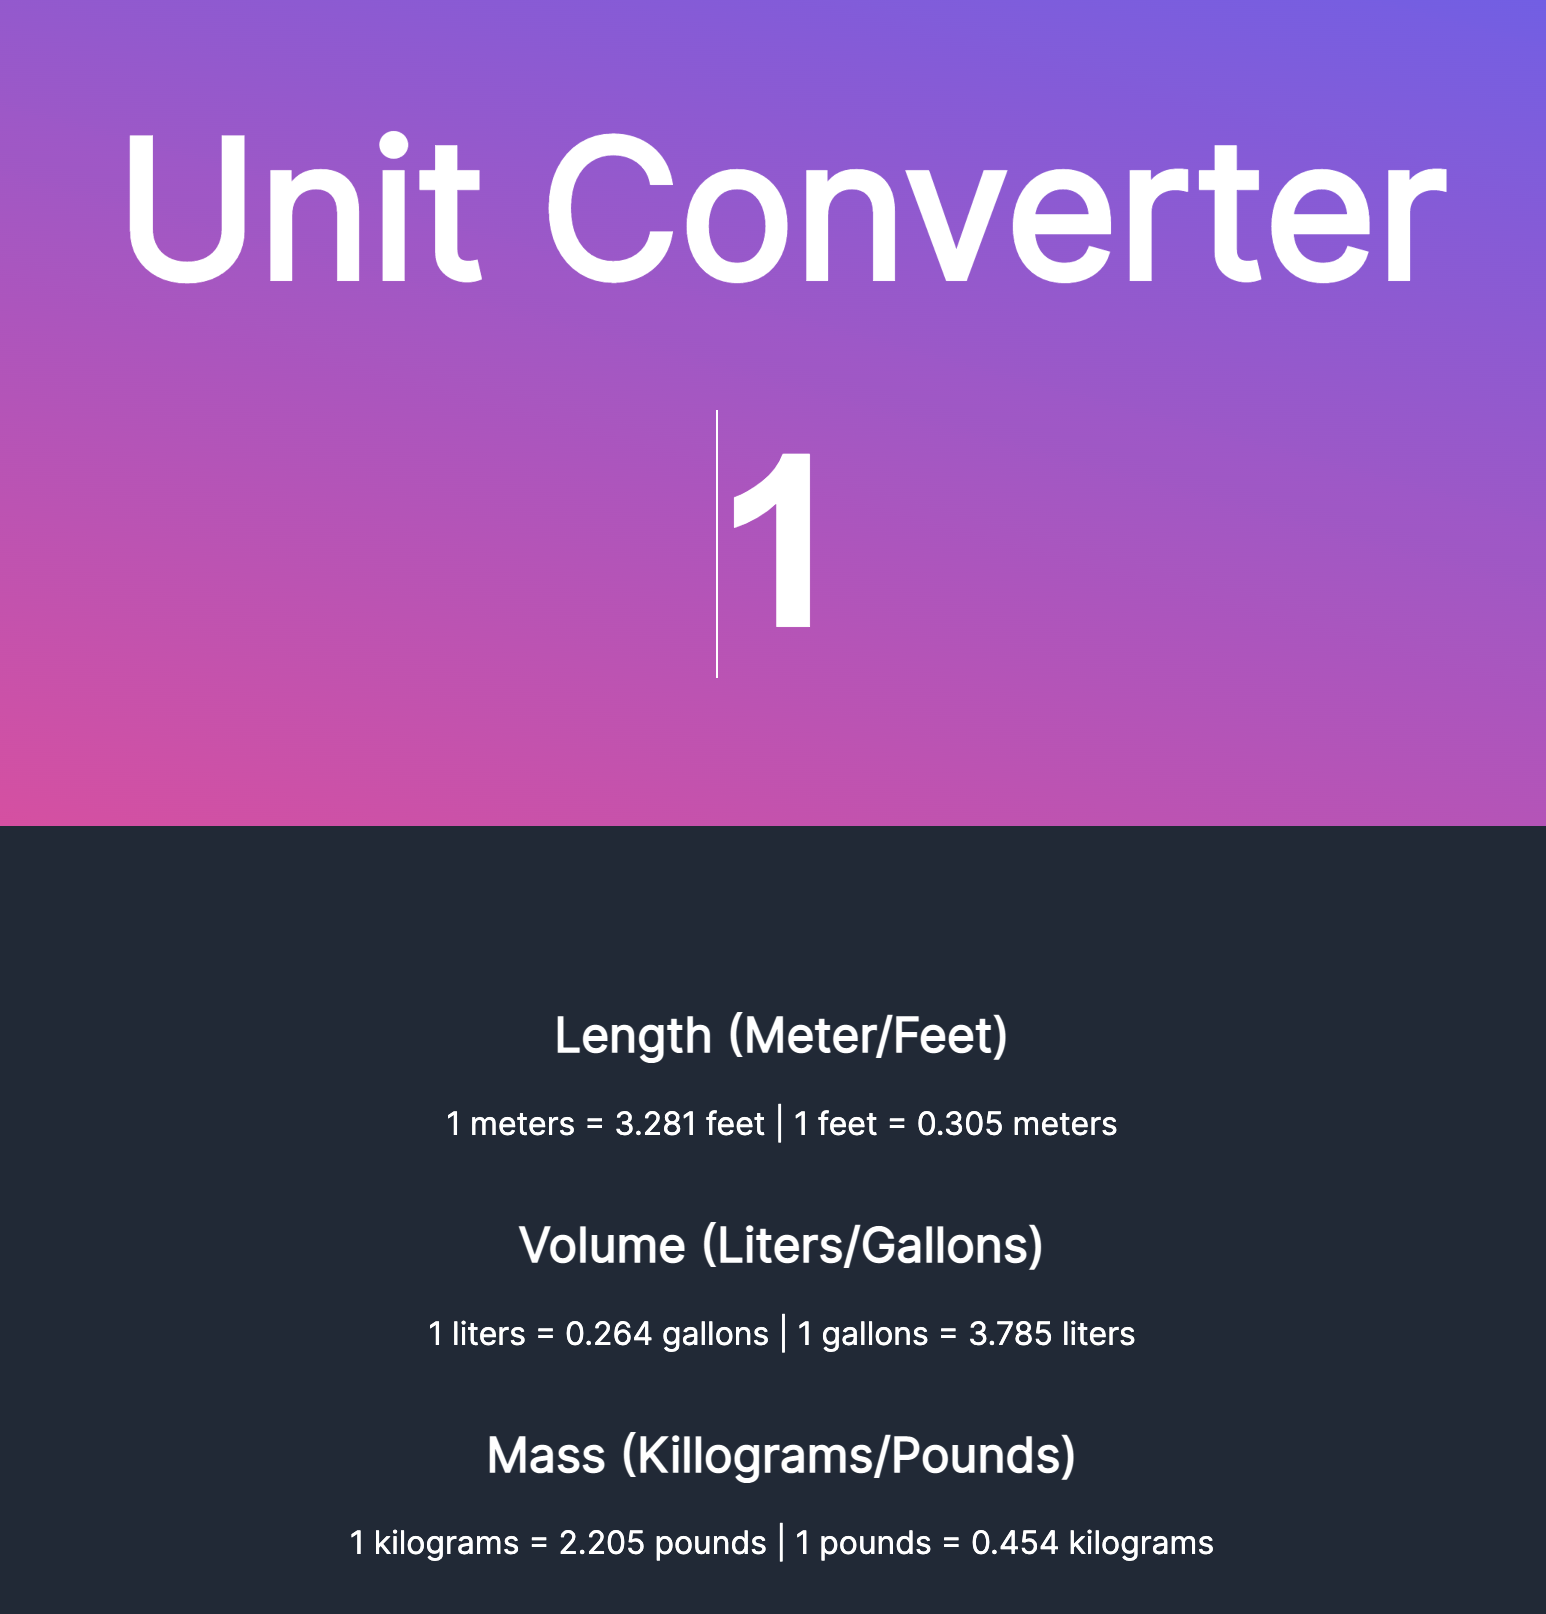 Unit Converter
1
Length (Meter/Feet)
1 meters = 3.281 feet | 1 feet = 0.305 meters
Volume (Liters/Gallons)
1 liters = 0.264 gallons | 1 gallons = 3.785 liters
Mass (Killograms/Pounds)
1 kilograms = 2.205 pounds | 1 pounds = 0.454 kilograms